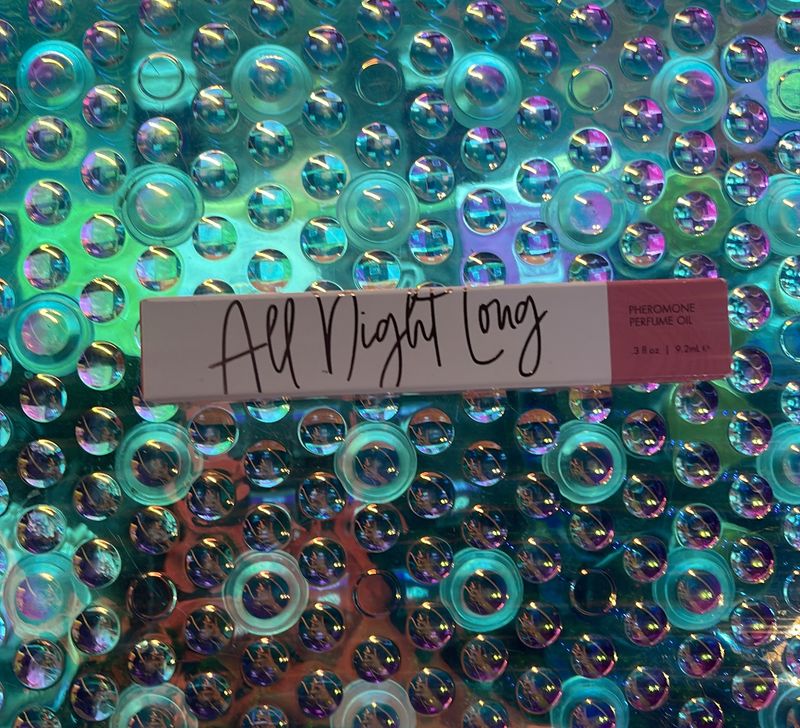 All Night Long
PHEROMONE
PERFUME OIL
.3 fl oz | 9.2mL ℮